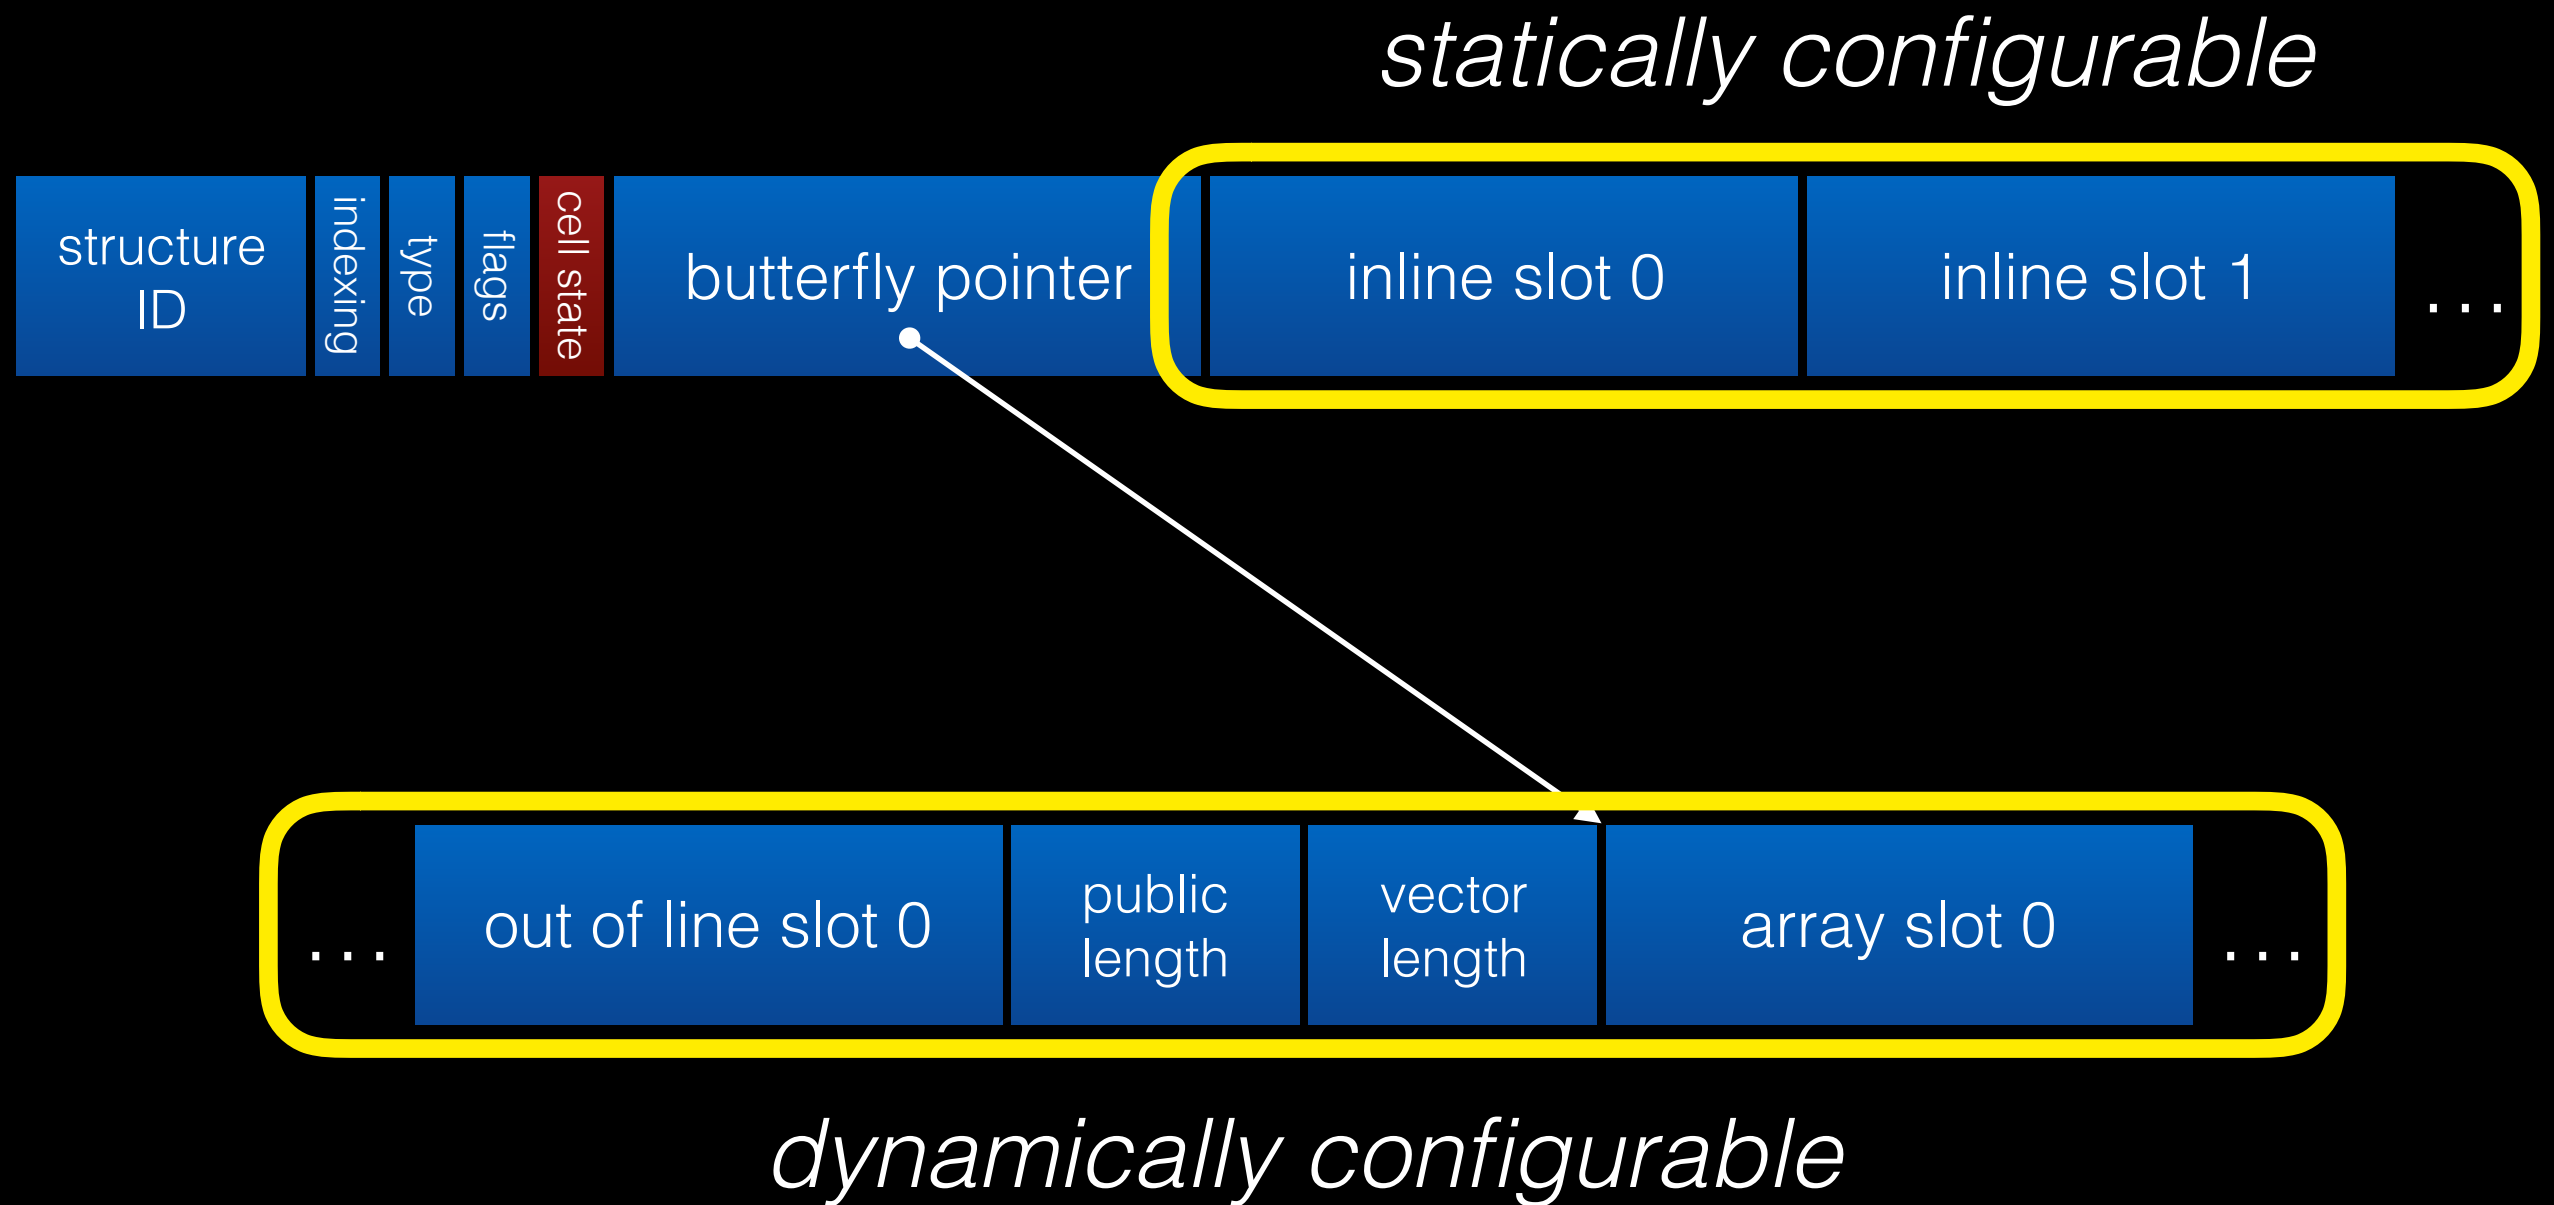 statically configurable
structure
ID
indexing
type
flags
cell state
butterfly pointer
inline slot 0
inline slot 1
...
...
out of line slot 0
public
length
vector
length
array slot 0
...
dynamically configurable